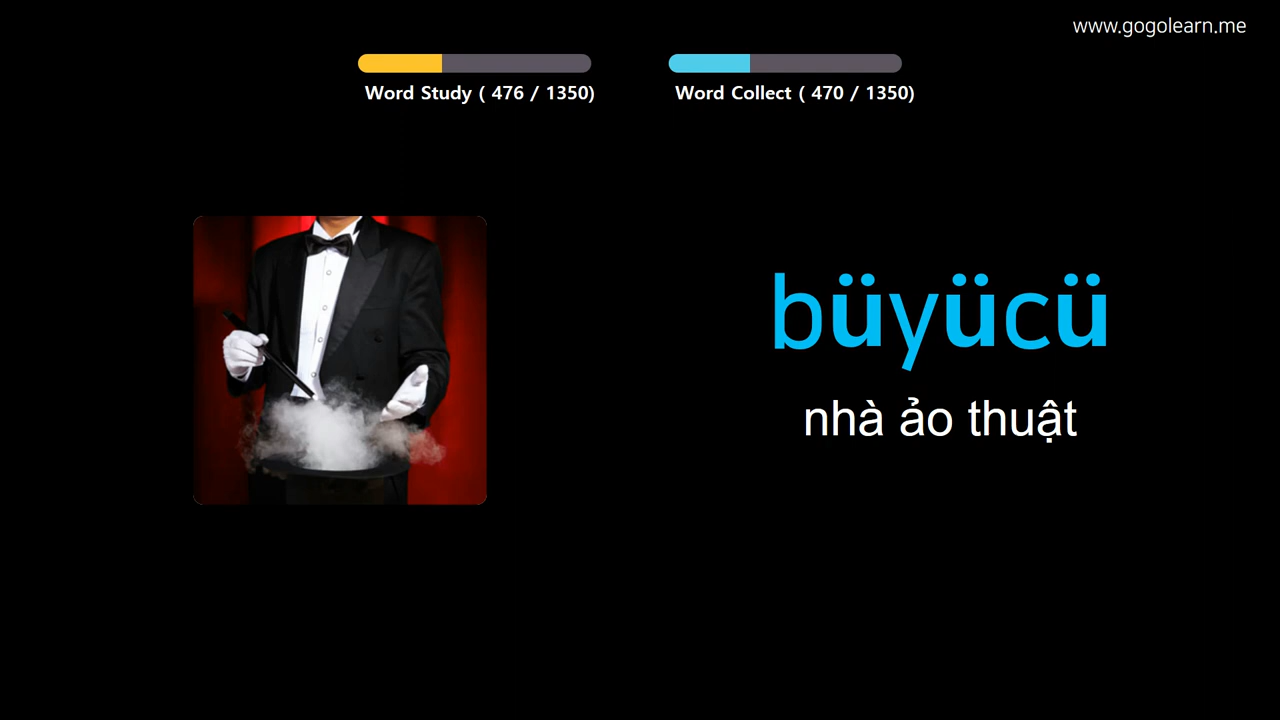 www.gogolearn.me
Word Study ( 476 / 1350)
Word Collect ( 470 / 1350)
büyücü
nhà ảo thuật